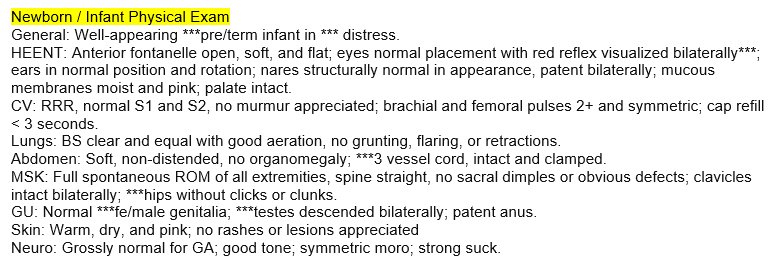 Newborn / Infant Physical Exam
General: Well-appearing ***pre/term infant in *** distress.
HEENT: Anterior fontanelle open, soft, and flat; eyes normal placement with red reflex visualized bilaterally***;
ears in normal position and rotation; nares structurally normal in appearance, patent bilaterally; mucous
membranes moist and pink; palate intact.
CV: RRR, normal S1 and S2, no murmur appreciated; brachial and femoral pulses 2+ and symmetric; cap refill
< 3 seconds.
Lungs: BS clear and equal with good aeration, no grunting, flaring, or retractions.
Abdomen: Soft, non-distended, no organomegaly; ***3 vessel cord, intact and clamped.
MSK: Full spontaneous ROM of all extremities, spine straight, no sacral dimples or obvious defects; clavicles
intact bilaterally; ***hips without clicks or clunks.
GU: Normal ***fe/male genitalia; ***testes descended bilaterally; patent anus.
Skin: Warm, dry, and pink; no rashes or lesions appreciated
Neuro: Grossly normal for GA; good tone; symmetric moro; strong suck.